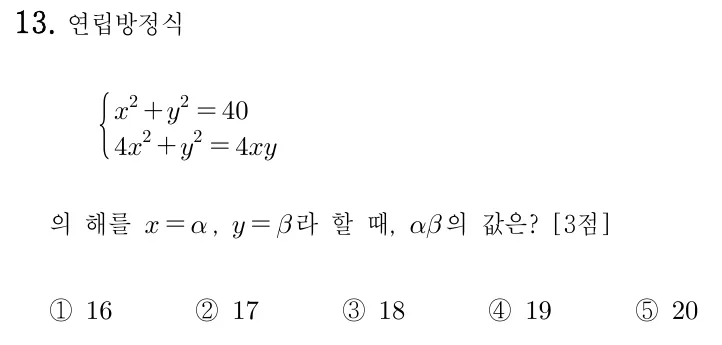 13. 연립방정식
x² + y² = 40
4x² + y² = 4xy
의 해를 x = α, y = β라 할 때, αβ의 값은? [3점]
① 16 ② 17 ③ 18 ④ 19 ⑤ 20